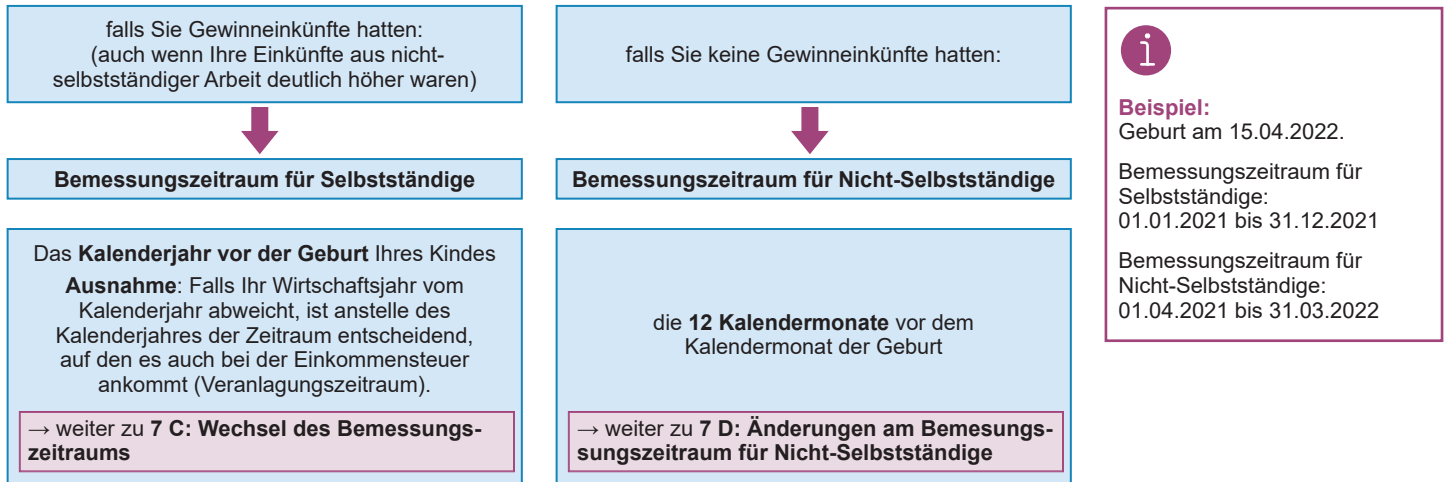 falls Sie Gewinneinkünfte hatten:
(auch wenn Ihre Einkünfte aus nicht-
selbstständiger Arbeit deutlich höher waren)
Bemessungszeitraum für Selbstständige
Das Kalenderjahr vor der Geburt Ihres Kindes
Ausnahme: Falls Ihr Wirtschaftsjahr vom
Kalenderjahr abweicht, ist anstelle des
Kalenderjahres der Zeitraum entscheidend,
auf den es auch bei der Einkommensteuer
ankommt (Veranlagungszeitraum).
→ weiter zu 7 C: Wechsel des Bemessungs-
zeitraums
falls Sie keine Gewinneinkünfte hatten:
Bemessungszeitraum für Nicht-Selbstständige
die 12 Kalendermonate vor dem
Kalendermonat der Geburt
→ weiter zu 7 D: Änderungen am Bemesungs-
sungszeitraum für Nicht-Selbstständige
i
Beispiel:
Geburt am 15.04.2022.
Bemessungszeitraum für
Selbstständige:
01.01.2021 bis 31.12.2021
Bemessungszeitraum für
Nicht-Selbstständige:
01.04.2021 bis 31.03.2022